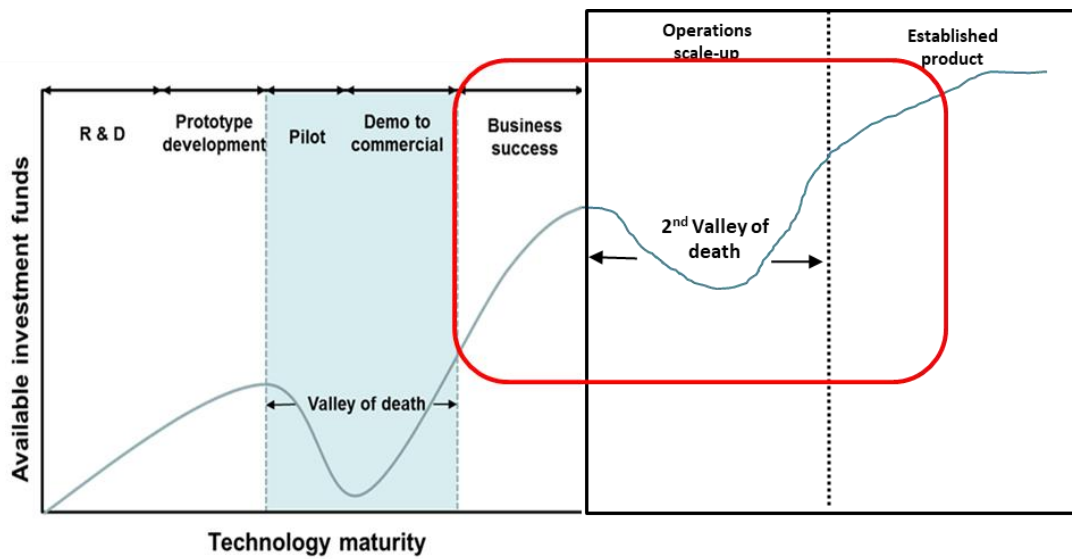 Operations
scale-up
Established
product
R & D
Prototype
development
Pilot
Demo to
commercial
Business
success
2nd Valley of
death
Valley of death
Available investment funds
Technology maturity